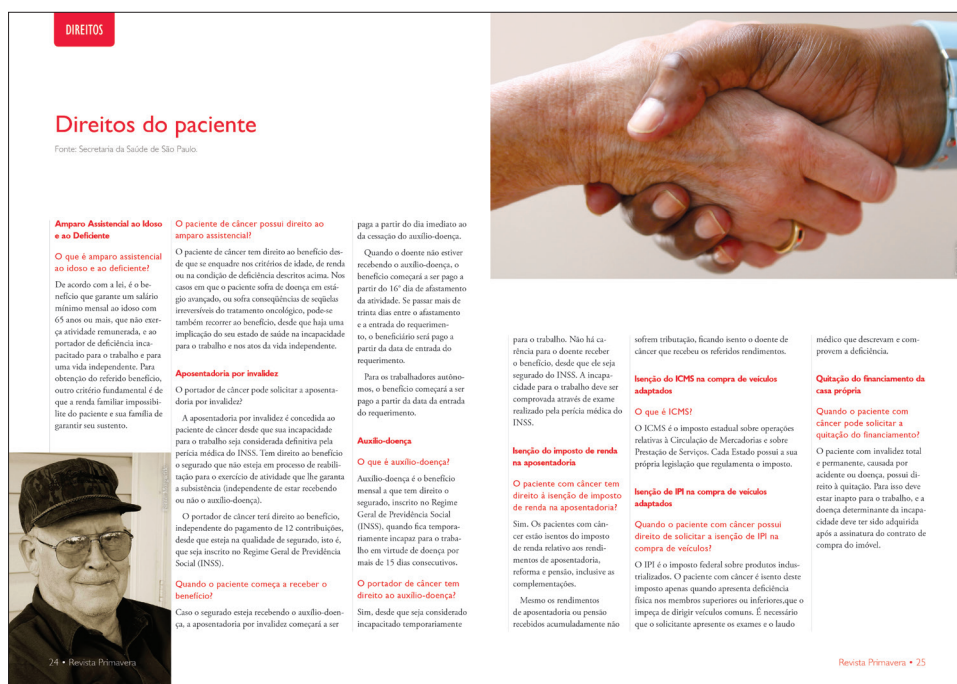 DIREITOS
Direitos do paciente
Fonte: Secretaria da Saúde de São Paulo.
Amparo Assistencial ao Idoso
e ao Deficiente
O que é amparo assistencial
ao idoso e ao deficiente?
De acordo com a lei, é o be-
nefício que garante um salário
mínimo mensal ao idoso com
65 anos ou mais, que não exer-
ça atividade remunerada, e ao
portador de deficiência inca-
pacitado para o trabalho e para
uma vida independente. Para
obtenção do referido benefício,
outro critério fundamental é de
que a renda familiar impossibi-
lite do paciente e sua família de
garantir seu sustento.
O paciente de câncer possui direito ao
amparo assistencial?
O paciente de câncer tem direito ao benefício des-
de que se enquadre nos critérios de idade, de renda
ou na condição de deficiência descritos acima. Nos
casos em que o paciente sofra de doença em está-
gio avançado, ou sofra conseqüências de seqüelas
irreversíveis do tratamento oncológico, pode-se
também recorrer ao benefício, desde que haja uma
implicação do seu estado de saúde na incapacidade
para o trabalho e nos atos da vida independente.
Aposentadoria por invalidez
O portador de câncer pode solicitar a aposenta-
doria por invalidez?
A aposentadoria por invalidez é concedida ao
paciente de câncer desde que sua incapacidade
para o trabalho seja considerada definitiva pela
perícia médica do INSS. Tem direito ao benefício
o segurado que não esteja em processo de reabili-
tação para o exercício de atividade que lhe garanta
a subsistência (independente de estar recebendo
ou não o auxílio-doença).
O portador de câncer terá direito ao benefício,
independente do pagamento de 12 contribuições,
desde que esteja na qualidade de segurado, isto é,
que seja inscrito no Regime Geral de Previdência
Social (INSS).
Quando o paciente começa a receber o
benefício?
Caso o segurado esteja recebendo o auxílio-doen-
ça, a aposentadoria por invalidez começará a ser
paga a partir do dia imediato ao
da cessação do auxílio-doença.
Quando o doente não estiver
recebendo o auxílio-doença, o
benefício começará a ser pago a
partir do 16° dia de afastamento
da atividade. Se passar mais de
trinta dias entre o afastamento
e a entrada do requerimen-
to, o beneficiário será pago a
partir da data de entrada do
requerimento.
Para os trabalhadores autôno-
mos, o benefício começará a ser
pago a partir da data da entrada
do requerimento.
Auxílio-doença
O que é auxílio-doença?
Auxílio-doença é o benefício
mensal a que tem direito o
segurado, inscrito no Regime
Geral de Previdência Social
(INSS), quando fica tempora-
riamente incapaz para o traba-
lho em virtude de doença por
mais de 15 dias consecutivos.
O portador de câncer tem
direito ao auxílio-doença?
Sim, desde que seja considerado
incapacitado temporariamente
24 • Revista Primavera
para o trabalho. Não há ca-
rência para o doente receber
o benefício, desde que ele seja
segurado do INSS. A incapa-
cidade para o trabalho deve ser
comprovada através de exame
realizado pela perícia médica do
INSS.
Isenção do imposto de renda
na aposentadoria
O paciente com câncer tem
direito à isenção de imposto
de renda na aposentadoria?
Sim. Os pacientes com cân-
cer estão isentos do imposto
de renda relativo aos rendi-
mentos de aposentadoria,
reforma e pensão, inclusive as
complementações.
Mesmo os rendimentos
de aposentadoria ou pensão
recebidos acumuladamente não
sofrem tributação, ficando isento o doente de
câncer que recebeu os referidos rendimentos.
Isenção do ICMS na compra de veículos
adaptados
O que é ICMS?
O ICMS é o imposto estadual sobre operações
relativas à Circulação de Mercadorias e sobre
Prestação de Serviços. Cada Estado possui a sua
própria legislação que regulamenta o imposto.
Isenção de IPI na compra de veículos
adaptados
Quando o paciente com câncer possui
direito de solicitar a isenção de IPI na
compra de veículos?
O IPI é o imposto federal sobre produtos indus-
trializados. O paciente com câncer é isento deste
imposto apenas quando apresenta deficiência
física nos membros superiores ou inferiores,que o
impeça de dirigir veículos comuns. É necessário
que o solicitante apresente os exames e o laudo
médico que descrevam e com-
provem a deficiência.
Quitação do financiamento da
casa própria
Quando o paciente com
câncer pode solicitar a
quitação do financiamento?
O paciente com invalidez total
e permanente, causada por
acidente ou doença, possui di-
reito à quitação. Para isso deve
estar inapto para o trabalho, e a
doença determinante da incapa-
cidade deve ter sido adquirida
após a assinatura do contrato de
compra do imóvel.
Revista Primavera • 25